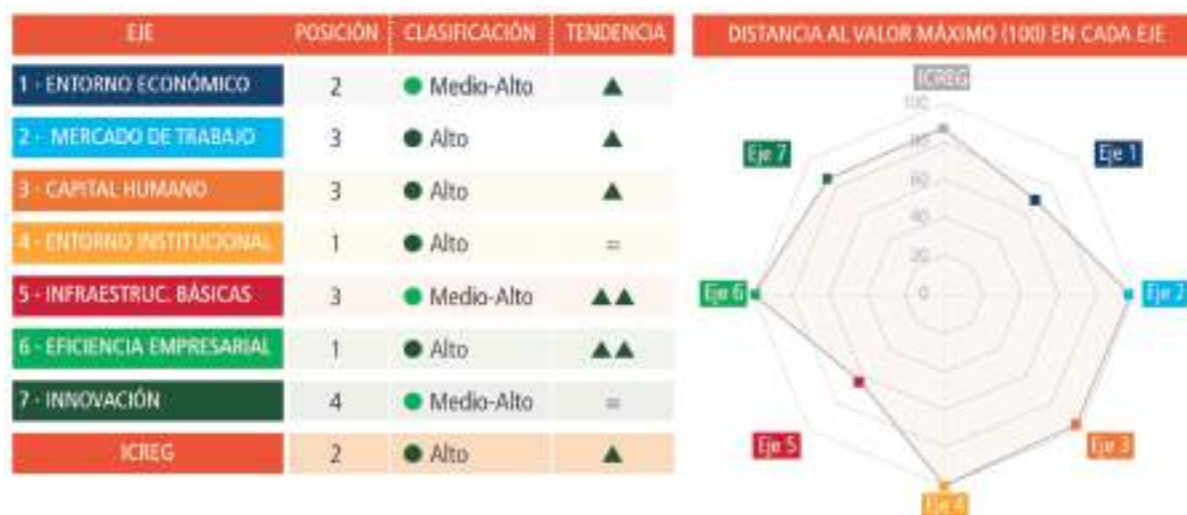 EJE POSICIÓN CLASIFICACIÓN TENDENCIA
1 - ENTORNO ECONÓMICO 2 Medio-Alto ▲
2 - MERCADO DE TRABAJO 3 Alto ▲
3 - CAPITAL HUMANO 3 Alto ▲
4 - ENTORNO INSTITUCIONAL 1 Alto =
5 - INFRAESTRUC. BÁSICAS 3 Medio-Alto ▲▲
6 - EFICIENCIA EMPRESARIAL 1 Alto ▲▲
7 - INNOVACIÓN 4 Medio-Alto =
ICREG 2 Alto ▲
DISTANCIA AL VALOR MÁXIMO (100) EN CADA EJE
ICREG
100
80
60
40
20
0
Eje 7
Eje 1
Eje 6
Eje 2
Eje 5
Eje 3
Eje 4